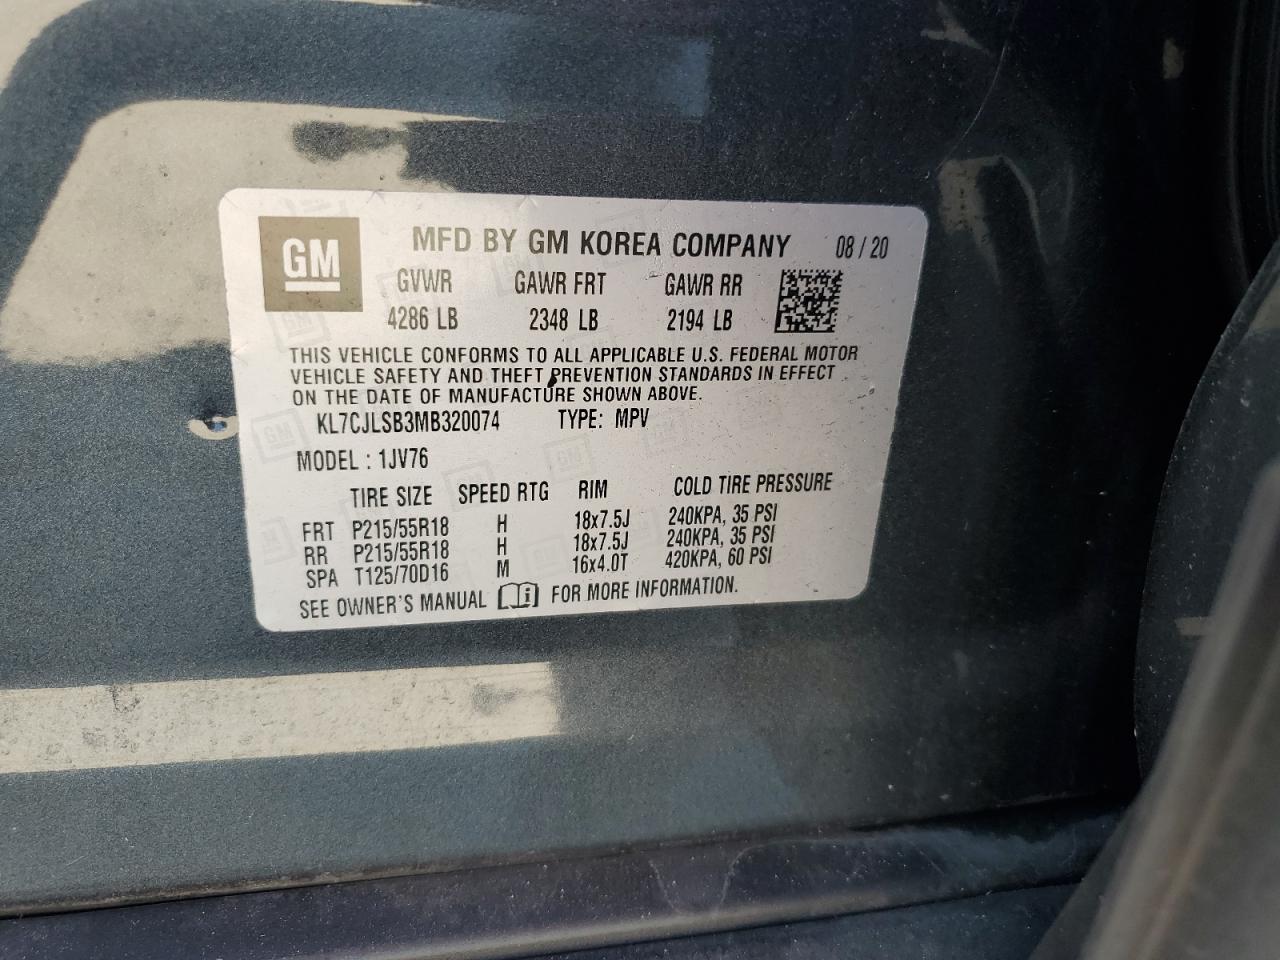 GM
MFD BY GM KOREA COMPANY 08 / 20
GVWR GAWR FRT GAWR RR
4286 LB 2348 LB 2194 LB
THIS VEHICLE CONFORMS TO ALL APPLICABLE U.S. FEDERAL MOTOR
VEHICLE SAFETY AND THEFT PREVENTION STANDARDS IN EFFECT
ON THE DATE OF MANUFACTURE SHOWN ABOVE.
KL7CJLSB3MB320074 TYPE: MPV
MODEL : 1JV76
TIRE SIZE SPEED RTG RIM COLD TIRE PRESSURE
FRT P215/55R18 H 18x7.5J 240KPA, 35 PSI
RR P215/55R18 H 18x7.5J 240KPA, 35 PSI
SPA T125/70D16 M 16x4.0T 420KPA, 60 PSI
SEE OWNER'S MANUAL FOR MORE INFORMATION.